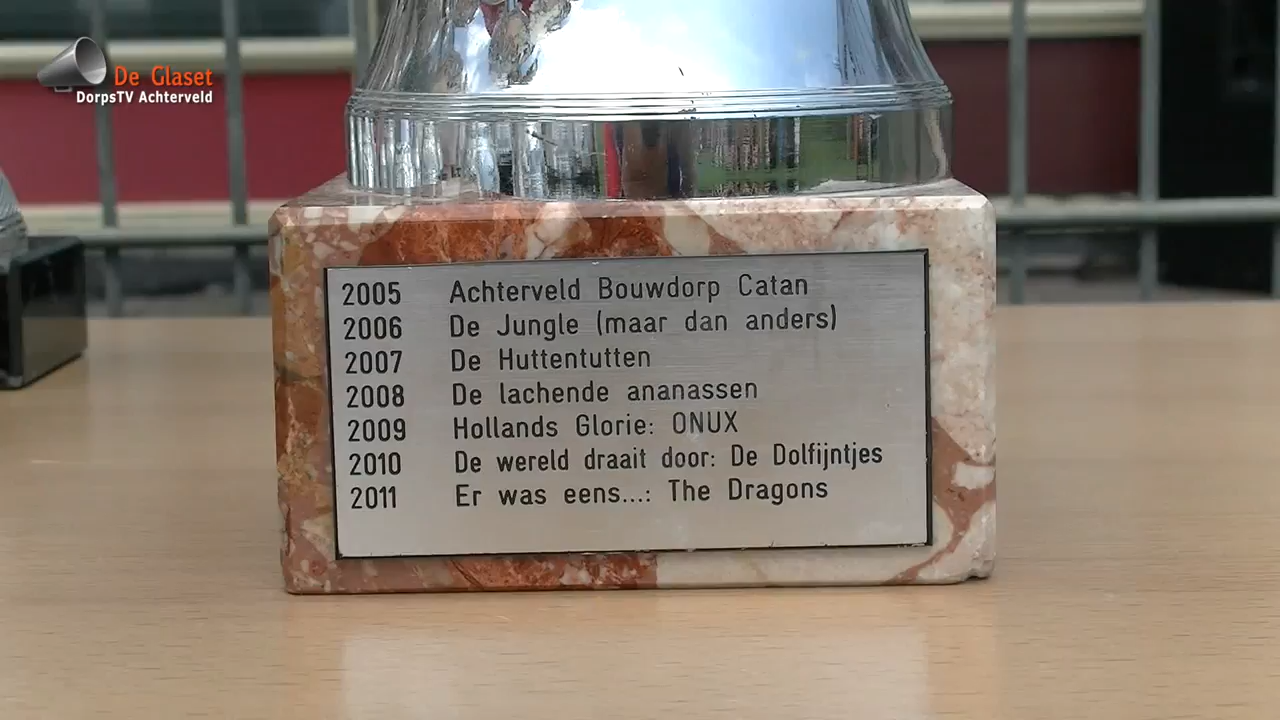 De Glaset
DorpsTV Achterveld
2005 Achterveld Bouwdorp Catan
2006 De Jungle (maar dan anders)
2007 De Huttentutten
2008 De lachende ananassen
2009 Hollands Glorie: ONUX
2010 De wereld draait door: De Dolfijntjes
2011 Er was eens...: The Dragons